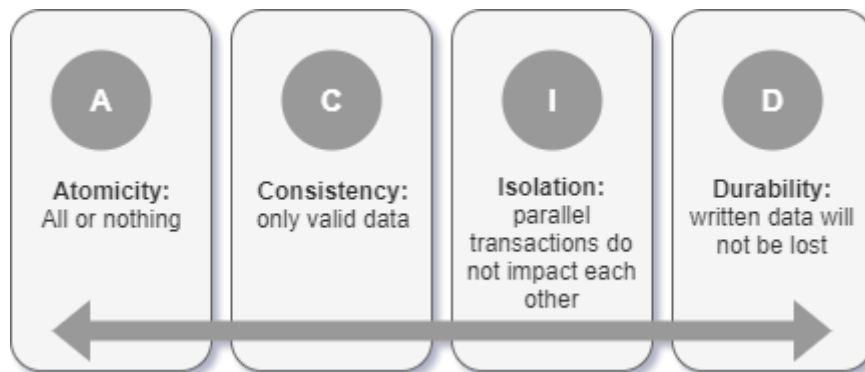 A
Atomicity:
All or nothing
C
Consistency:
only valid data
I
Isolation:
parallel
transactions do
not impact each
other
D
Durability:
written data will
not be lost